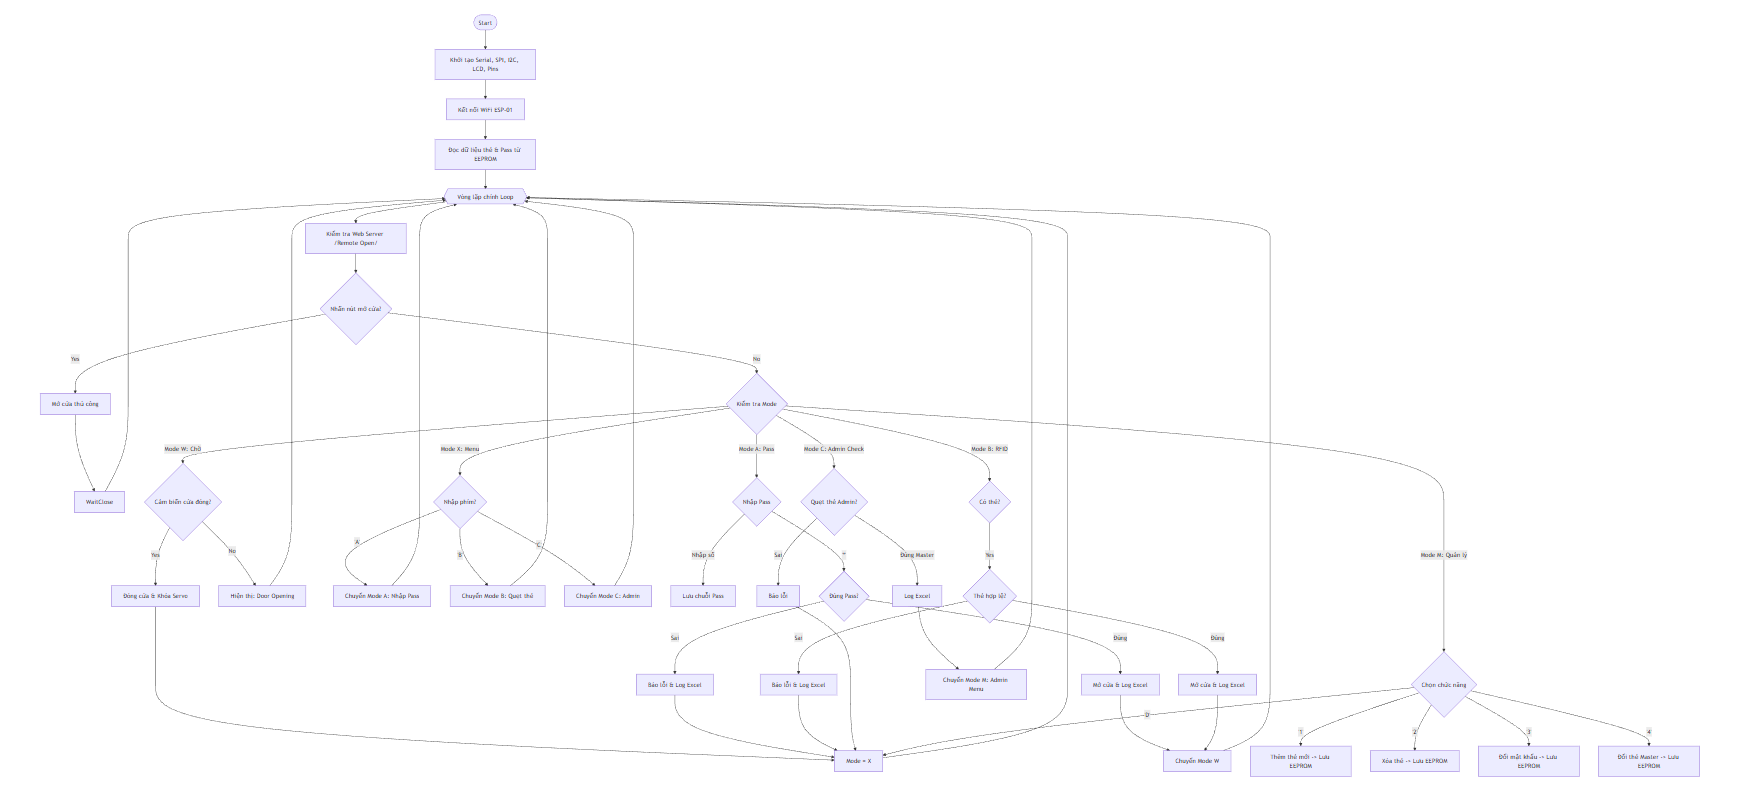 Start
Khởi tạo Serial, SPI, I2C,
LCD, Pins
Kết nối WiFi ESP-01
Đọc dữ liệu thẻ & Pass từ
EEPROM
Vòng lặp chính Loop
Kiểm tra Web Server
/Remote Open/
Nhấn nút mở cửa?
Yes
No
Mở cửa thủ công
Kiểm tra Mode
Mode W: Chờ
Mode X: Menu
Mode A: Pass
Mode C: Admin Check
Mode B: RFID
WaitClose
Cảm biến cửa đóng?
Nhập phím?
Nhập Pass
Quẹt thẻ Admin?
Có thẻ?
Yes
No
A
B
C
Nhập số
*
Sai
Đúng Master
Yes
Mode M: Quản lý
Đóng cửa & Khóa Servo
Hiện thị: Door Opening
Chuyển Mode A: Nhập Pass
Chuyển Mode B: Quẹt thẻ
Chuyển Mode C: Admin
Lưu chuỗi Pass
Báo lỗi
Đúng Pass?
Log Excel
Thẻ hợp lệ?
Sai
Sai
Đúng
Đúng
Báo lỗi & Log Excel
Báo lỗi & Log Excel
Chuyển Mode M: Admin
Menu
Mở cửa & Log Excel
Mở cửa & Log Excel
Chọn chức năng
D
1
2
3
4
Mode = X
Chuyển Mode W
Thêm thẻ mới -> Lưu
EEPROM
Xóa thẻ -> Lưu EEPROM
Đổi mật khẩu -> Lưu
EEPROM
Đổi thẻ Master -> Lưu
EEPROM